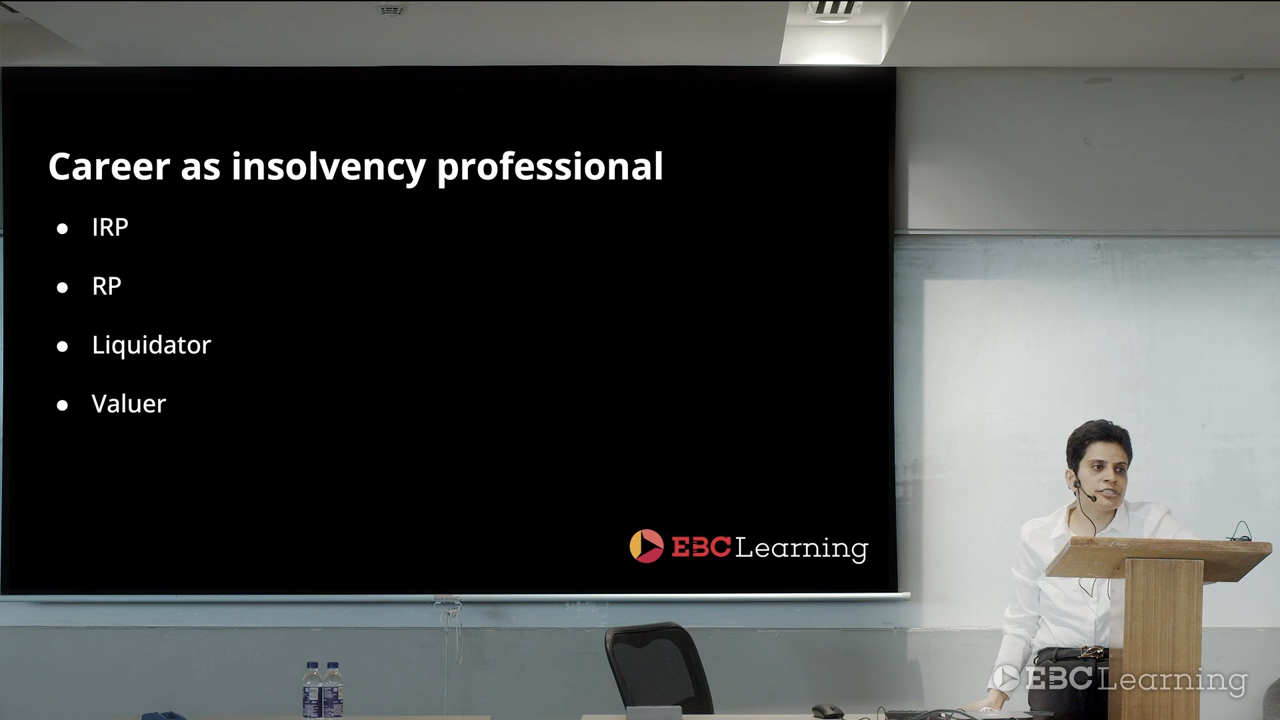 Career as insolvency professional
● IRP
● RP
● Liquidator
● Valuer
EBC Learning
EBC Learning